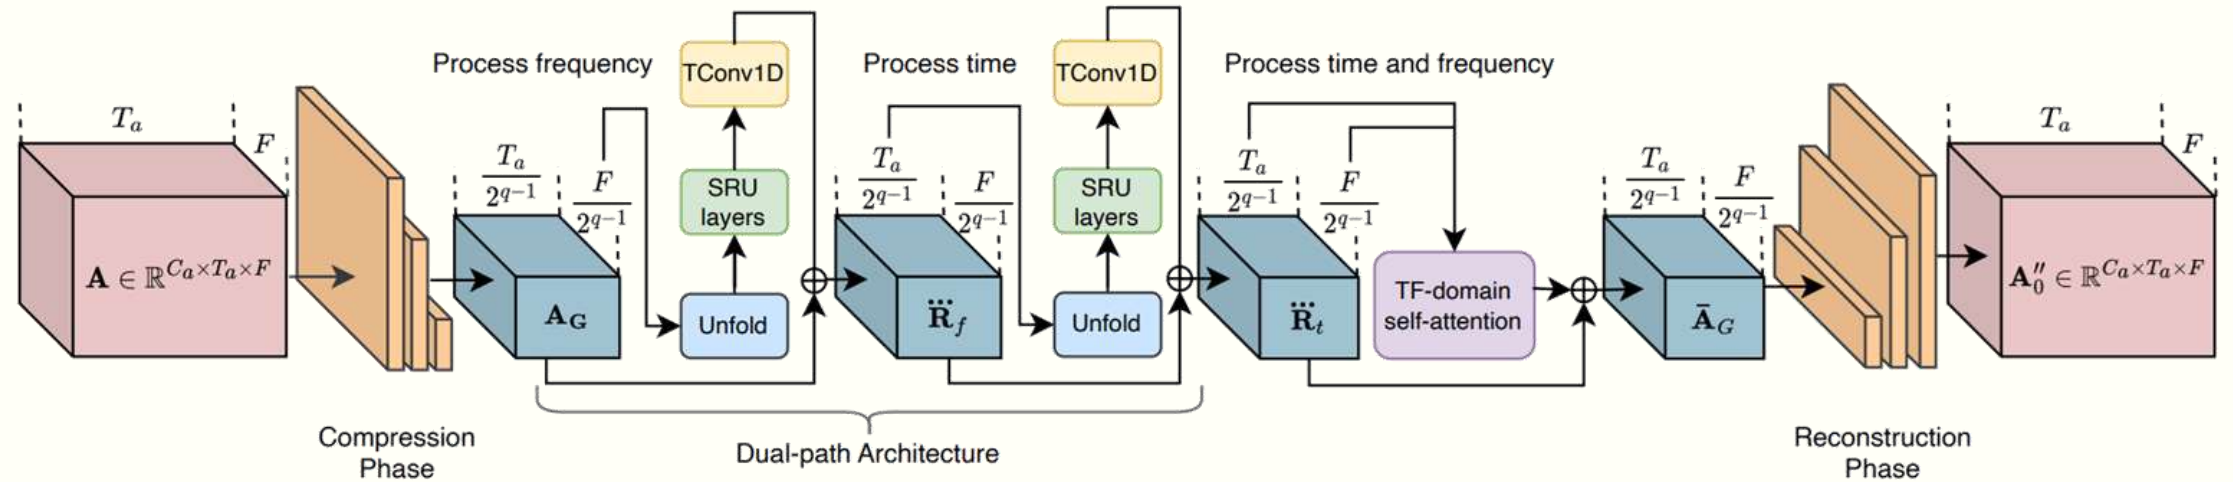 Process frequency
Process time
Process time and frequency
TConv1D
TConv1D
SRU
layers
SRU
layers
Unfold
Unfold
T_a
F
A ∈ ℝ^{C_a×T_a×F}
T_a/2^{q−1}
F/2^{q−1}
A_G
T_a/2^{q−1}
F/2^{q−1}
R⃛_f
T_a/2^{q−1}
F/2^{q−1}
R⃛_t
TF-domain
self-attention
T_a/2^{q−1}
F/2^{q−1}
Ā_G
T_a
F
A″_0 ∈ ℝ^{C_a×T_a×F}
Compression
Phase
Dual-path Architecture
Reconstruction
Phase